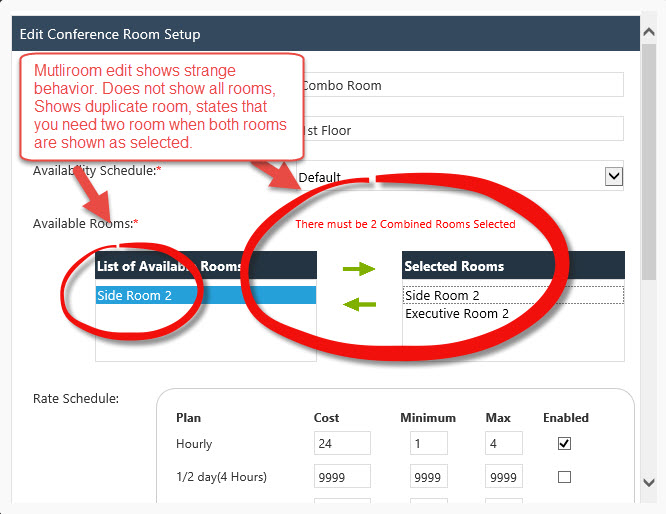 Edit Conference Room Setup
Mutliroom edit shows strange
behavior. Does not show all rooms,
Shows duplicate room, states that
you need two room when both rooms
are shown as selected.
Combo Room
1st Floor
Availability Schedule:*
Default
Available Rooms:*
There must be 2 Combined Rooms Selected
List of Available Rooms
Selected Rooms
Side Room 2
Side Room 2
Executive Room 2
Rate Schedule:
Plan Cost Minimum Max Enabled
Hourly 24 1 4
1/2 day(4 Hours) 9999 9999 9999